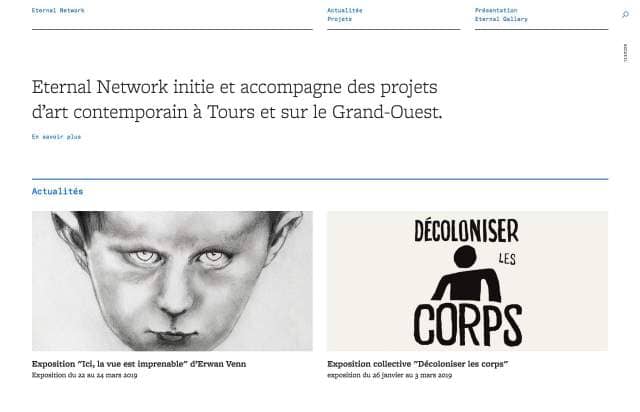 Eternal Network
Actualités
Projets
Présentation
Eternal Gallery
Eternal Network initie et accompagne des projets
d'art contemporain à Tours et sur le Grand-Ouest.
En savoir plus
Actualités
DÉCOLONISER
LES
CORPS
Exposition "Ici, la vue est imprenable" d'Erwan Venn
Exposition du 22 au 24 mars 2019
Exposition collective "Décoloniser les corps"
exposition du 26 janvier au 3 mars 2019